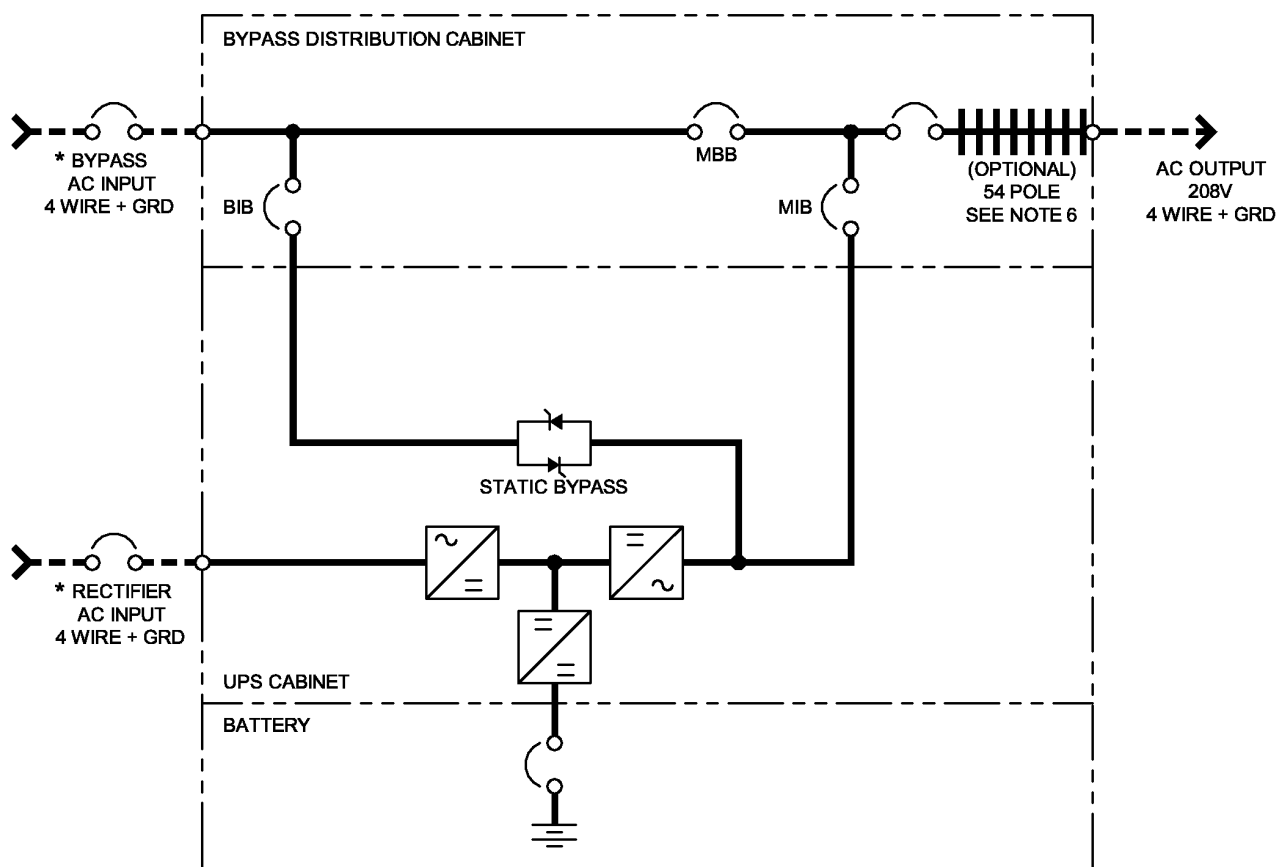 BYPASS DISTRIBUTION CABINET
* BYPASS
AC INPUT
4 WIRE + GRD
BIB
MBB
MIB
(OPTIONAL)
54 POLE
SEE NOTE 6
AC OUTPUT
208V
4 WIRE + GRD
STATIC BYPASS
* RECTIFIER
AC INPUT
4 WIRE + GRD
UPS CABINET
BATTERY